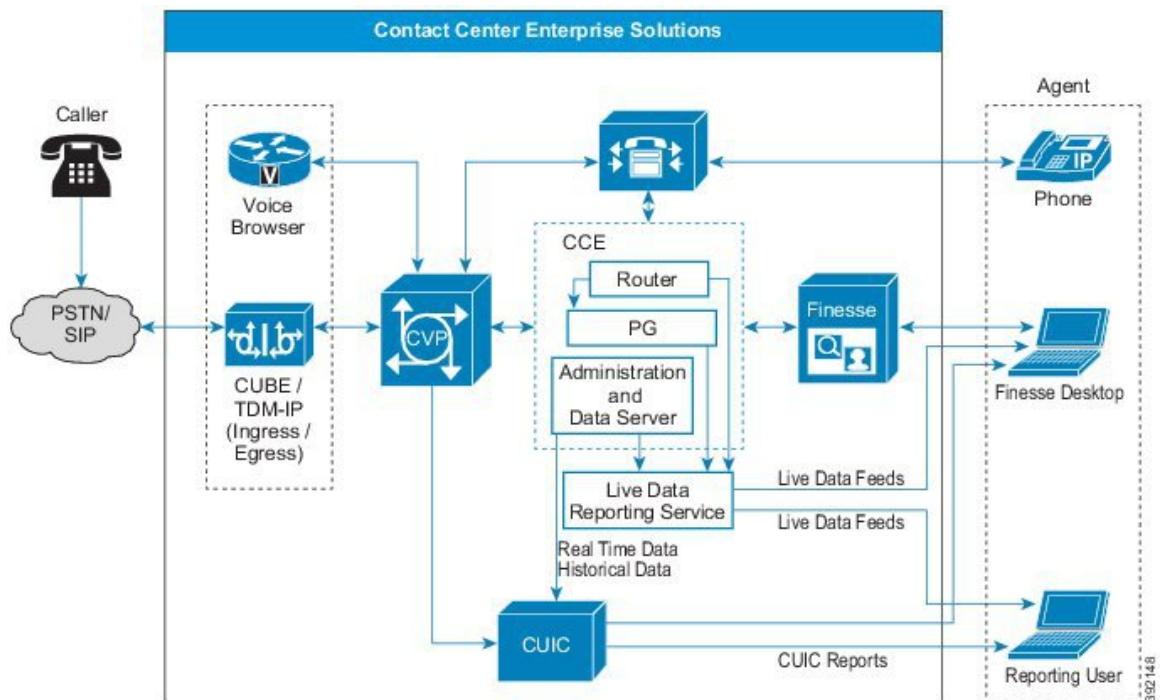 Contact Center Enterprise Solutions
Caller
Agent
V
Voice
Browser
IP
Phone
CCE
Router
PG
Administration
and
Data Server
PSTN/
SIP
CVP
Finesse
CUBE /
TDM-IP
(Ingress /
Egress)
Finesse Desktop
Live Data
Reporting Service
Live Data Feeds
Live Data Feeds
Real Time Data
Historical Data
CUIC
CUIC Reports
Reporting User
392148